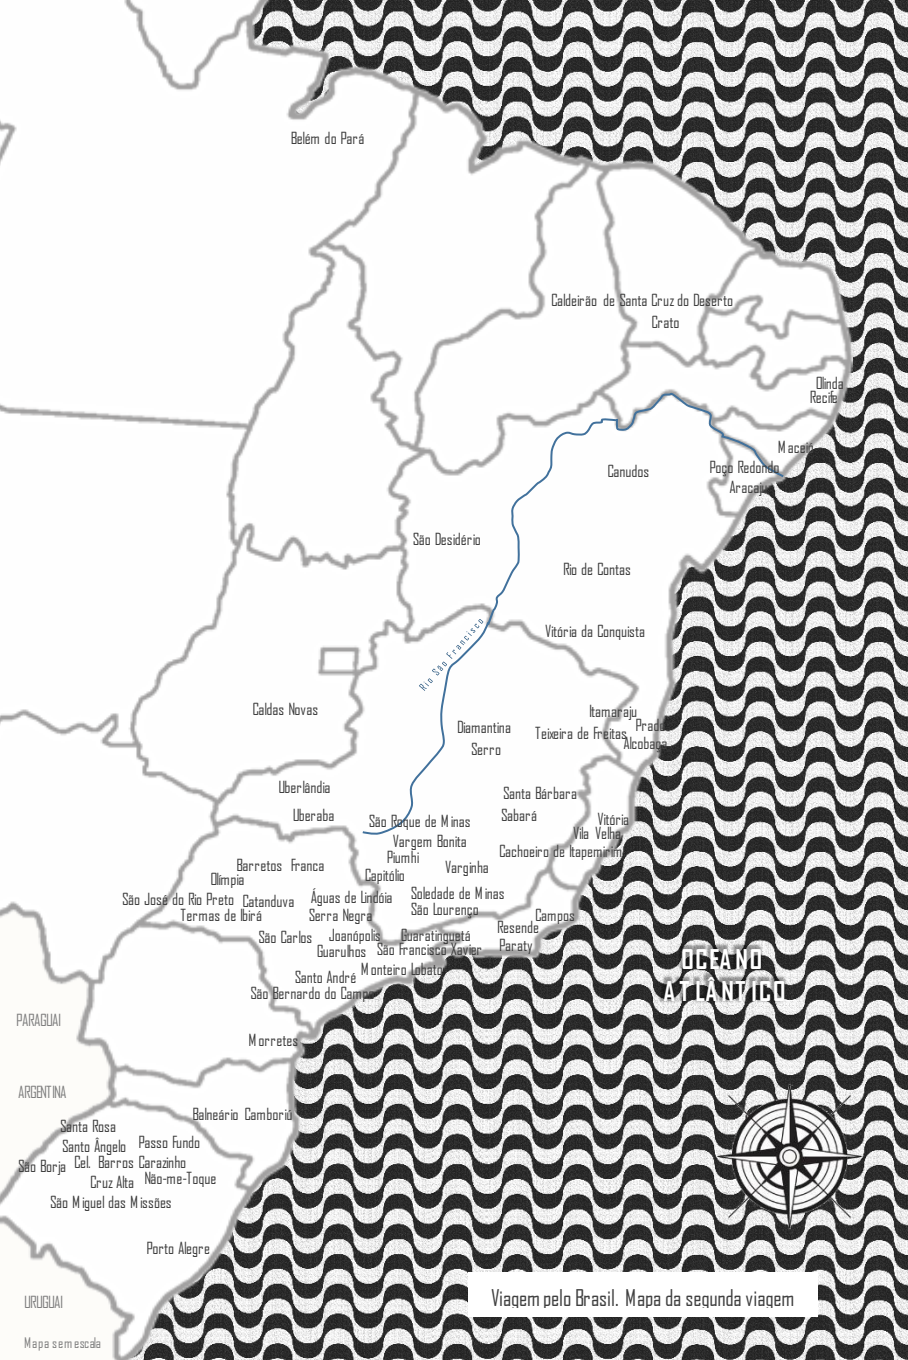 Belém do Pará
Caldeirão de Santa Cruz do Deserto
Crato
Olinda
Recife
Maceió
Canudos
Poço Redondo
Aracaju
São Desidério
Rio de Contas
Vitória da Conquista
Rio São Francisco
Caldas Novas
Itamaraju
Prado
Diamantina
Teixeira de Freitas
Alcobaça
Serro
Uberlândia
Santa Bárbara
Uberaba
São Roque de Minas
Sabará
Vitória
Vila Velha
Vargem Bonita
Cachoeiro de Itapemirim
Piumhi
Barretos Franca
Varginha
Capitólio
Olímpia
São José do Rio Preto
Catanduva
Águas de Lindóia
Soledade de Minas
Termas de Ibirá
Serra Negra
São Lourenço
Campos
Resende
São Carlos
Joanópolis
Guaratinguetá
Paraty
Guarulhos
São Francisco Xavier
Monteiro Lobato
Santo André
São Bernardo do Campo
OCEANO
ATLÂNTICO
PARAGUAI
Morretes
ARGENTINA
Balneário Camboriú
Santa Rosa
Santo Ângelo
Passo Fundo
São Borja
Cel. Barros
Carazinho
Cruz Alta
Não-me-Toque
São Miguel das Missões
Porto Alegre
URUGUAI
Viagem pelo Brasil. Mapa da segunda viagem
Mapa sem escala